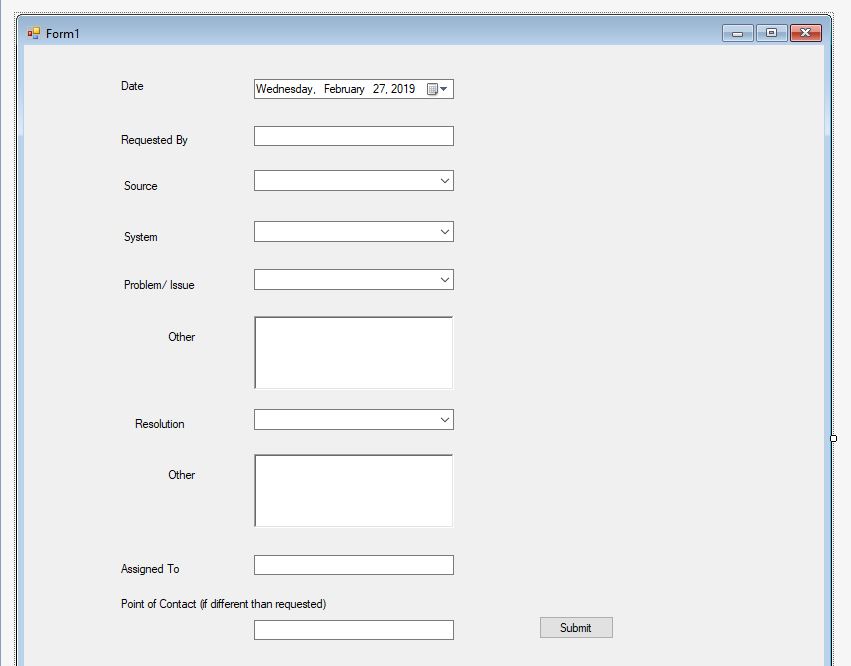 Form1
Date
Wednesday, February 27, 2019
Requested By
Source
System
Problem/ Issue
Other
Resolution
Other
Assigned To
Point of Contact (if different than requested)
Submit